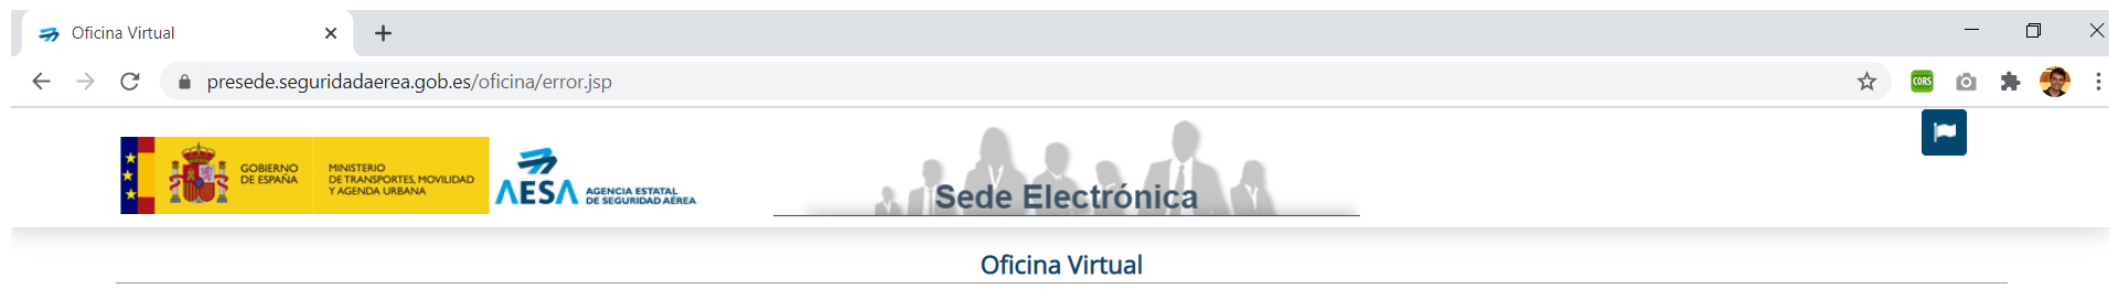 Oficina Virtual
presede.seguridadaerea.gob.es/oficina/error.jsp
CORS
GOBIERNO
DE ESPAÑA
MINISTERIO
DE TRANSPORTES, MOVILIDAD
Y AGENDA URBANA
AESA
AGENCIA ESTATAL
DE SEGURIDAD AÉREA
Sede Electrónica
Oficina Virtual